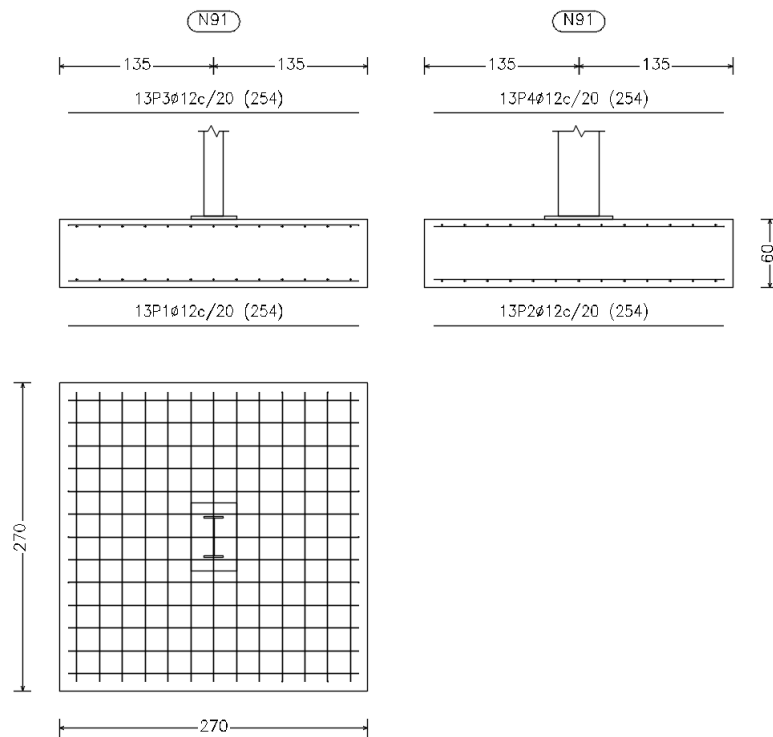 N91 N91
135 135 135 135
13P3ø12c/20 (254) 13P4ø12c/20 (254)
60
13P1ø12c/20 (254) 13P2ø12c/20 (254)
270
270